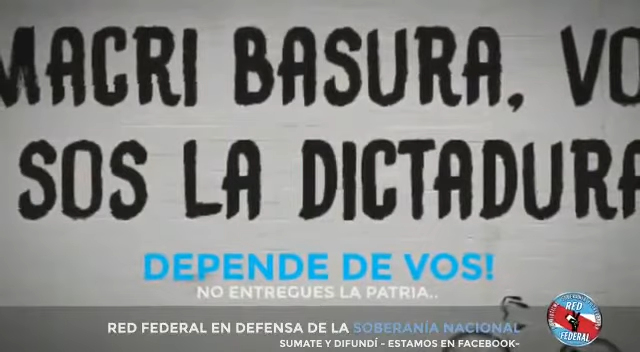 MACRI BASURA, VO
SOS LA DICTADURA
DEPENDE DE VOS!
NO ENTREGUES LA PATRIA..
RED FEDERAL EN DEFENSA DE LA SOBERANÍA NACIONAL
SUMATE Y DIFUNDÍ - ESTAMOS EN FACEBOOK-
RED
FEDERAL